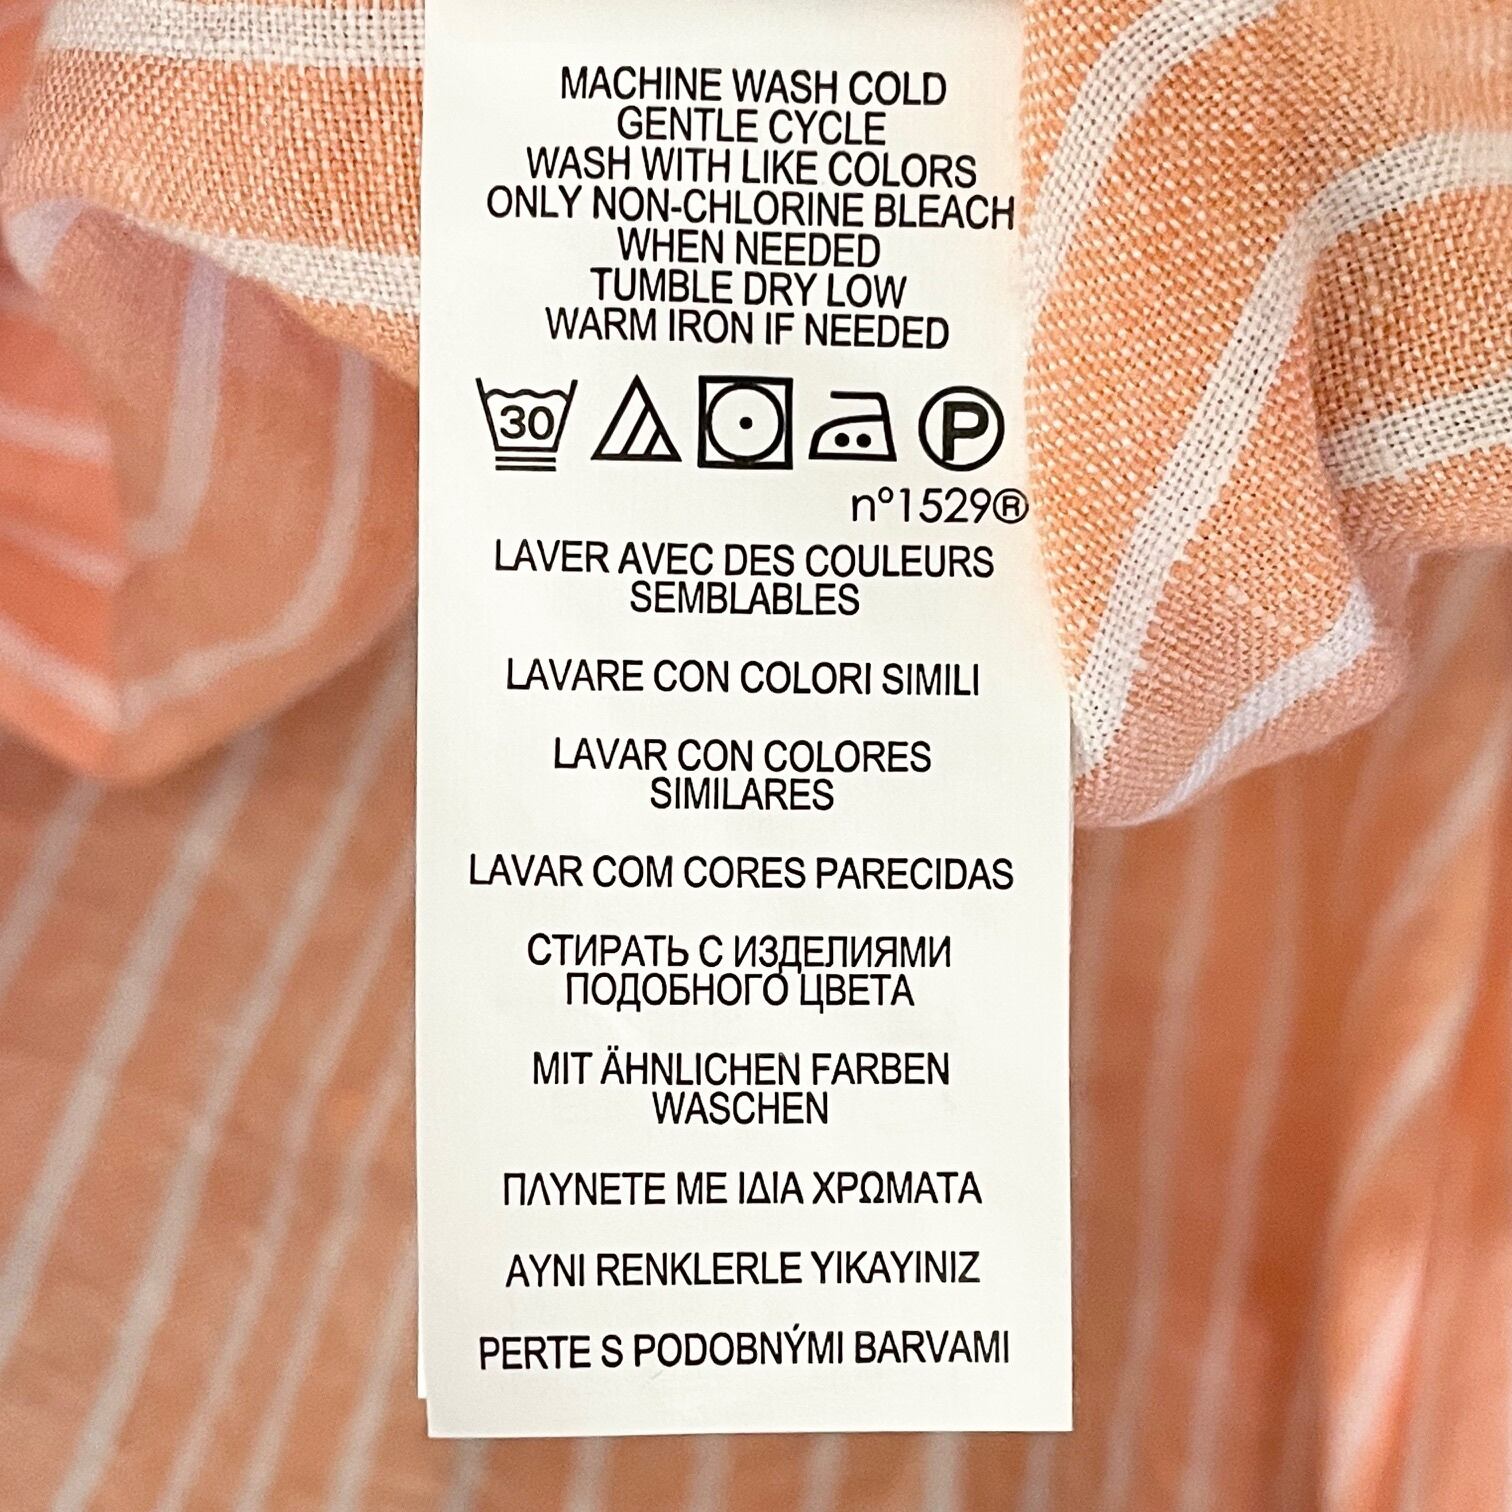 MACHINE WASH COLD
GENTLE CYCLE
WASH WITH LIKE COLORS
ONLY NON-CHLORINE BLEACH
WHEN NEEDED
TUMBLE DRY LOW
WARM IRON IF NEEDED
30 P
n°1529®
LAVER AVEC DES COULEURS
SEMBLABLES
LAVARE CON COLORI SIMILI
LAVAR CON COLORES
SIMILARES
LAVAR COM CORES PARECIDAS
СТИРАТЬ С ИЗДЕЛИЯМИ
ПОДОБНОГО ЦВЕТА
MIT ÄHNLICHEN FARBEN
WASCHEN
ΠΛΥΝΕΤΕ ΜΕ ΙΔΙΑ ΧΡΩΜΑΤΑ
AYNI RENKLERLE YIKAYINIZ
PERTE S PODOBNÝMI BARVAMI